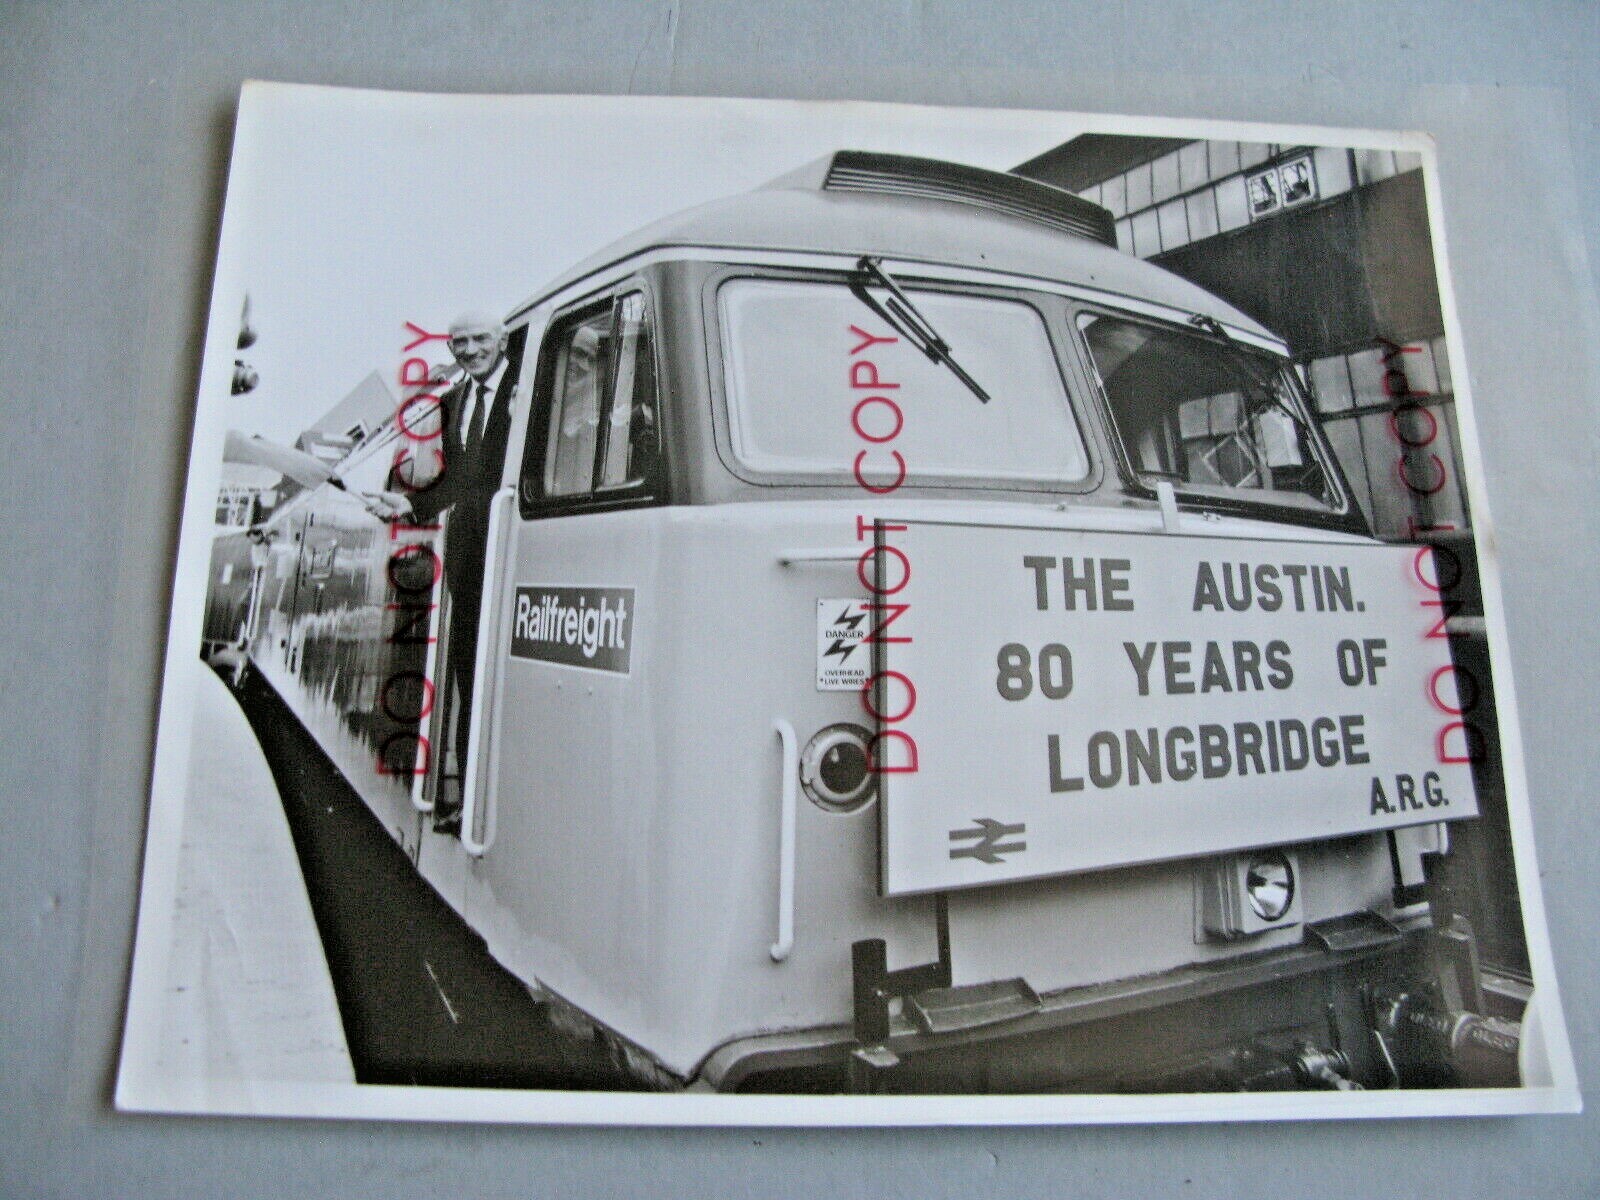 Railfreight
DANGER
OVERHEAD
LIVE WIRES
THE AUSTIN.
80 YEARS OF
LONGBRIDGE
A.R.G.
DO NOT COPY
DO NOT COPY
DO NOT COPY